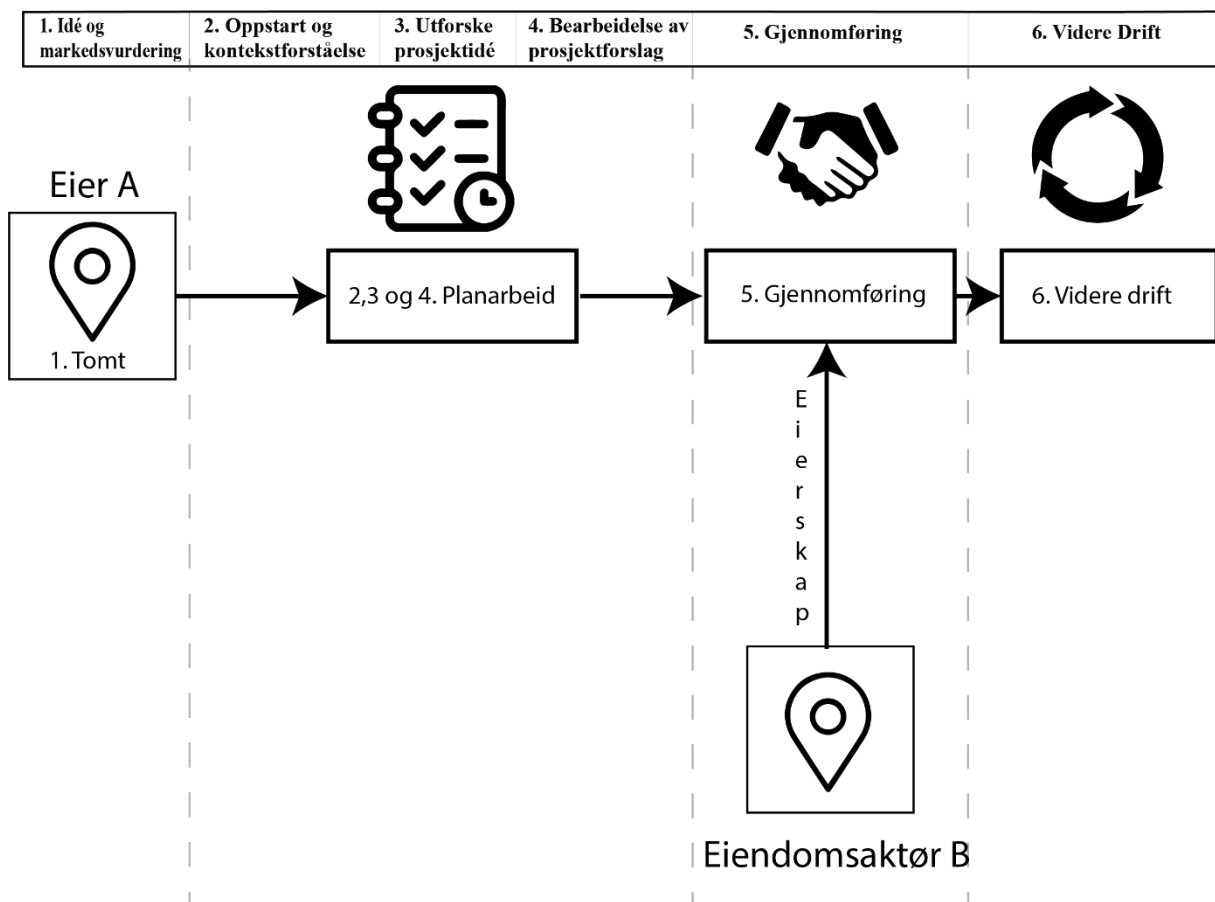 1. Idé og
markedsvurdering
2. Oppstart og
kontekstforståelse
3. Utforske
prosjektidé
4. Bearbeidelse av
prosjektforslag
5. Gjennomføring
6. Videre Drift
Eier A
1. Tomt
2,3 og 4. Planarbeid
5. Gjennomføring
6. Videre drift
Eierskap
Eiendomsaktør B